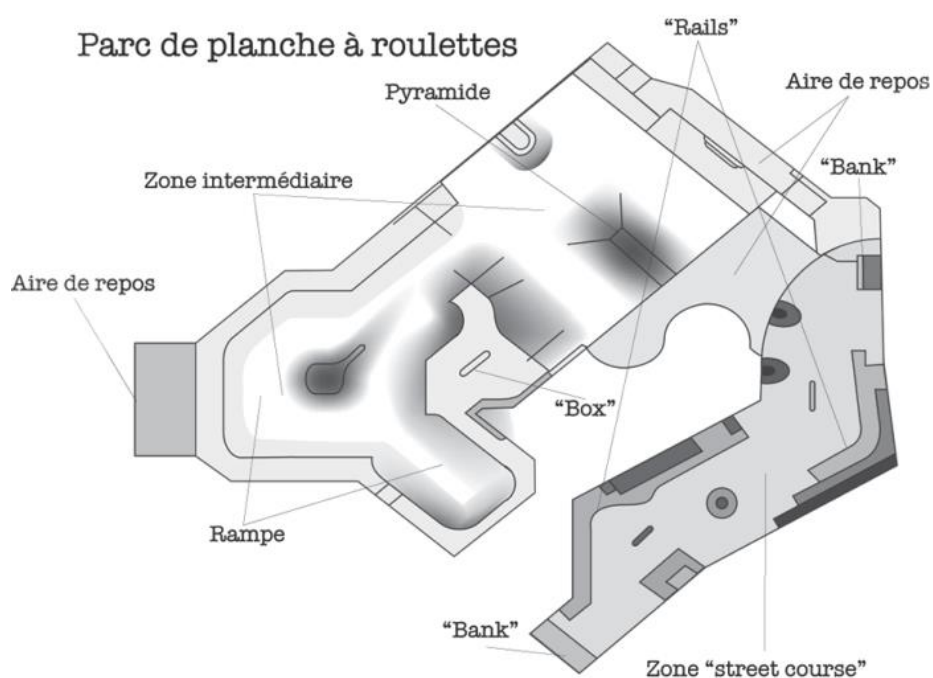 “Rails”
Parc de planche à roulettes
Aire de repos
Pyramide
“Bank”
Zone intermédiaire
Aire de repos
“Box”
Rampe
“Bank”
Zone “street course”